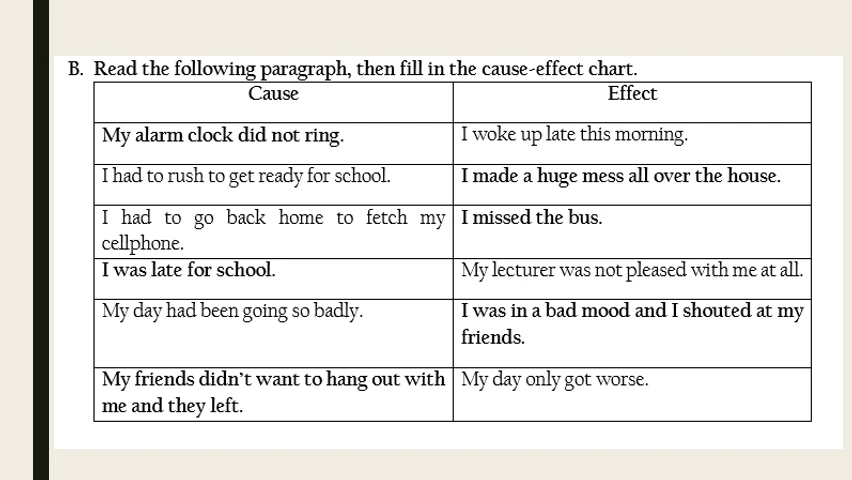 B. Read the following paragraph, then fill in the cause-effect chart.
Cause
Effect
My alarm clock did not ring.
I woke up late this morning.
I had to rush to get ready for school.
I made a huge mess all over the house.
I had to go back home to fetch my
cellphone.
I missed the bus.
I was late for school.
My lecturer was not pleased with me at all.
My day had been going so badly.
I was in a bad mood and I shouted at my
friends.
My friends didn't want to hang out with
me and they left.
My day only got worse.